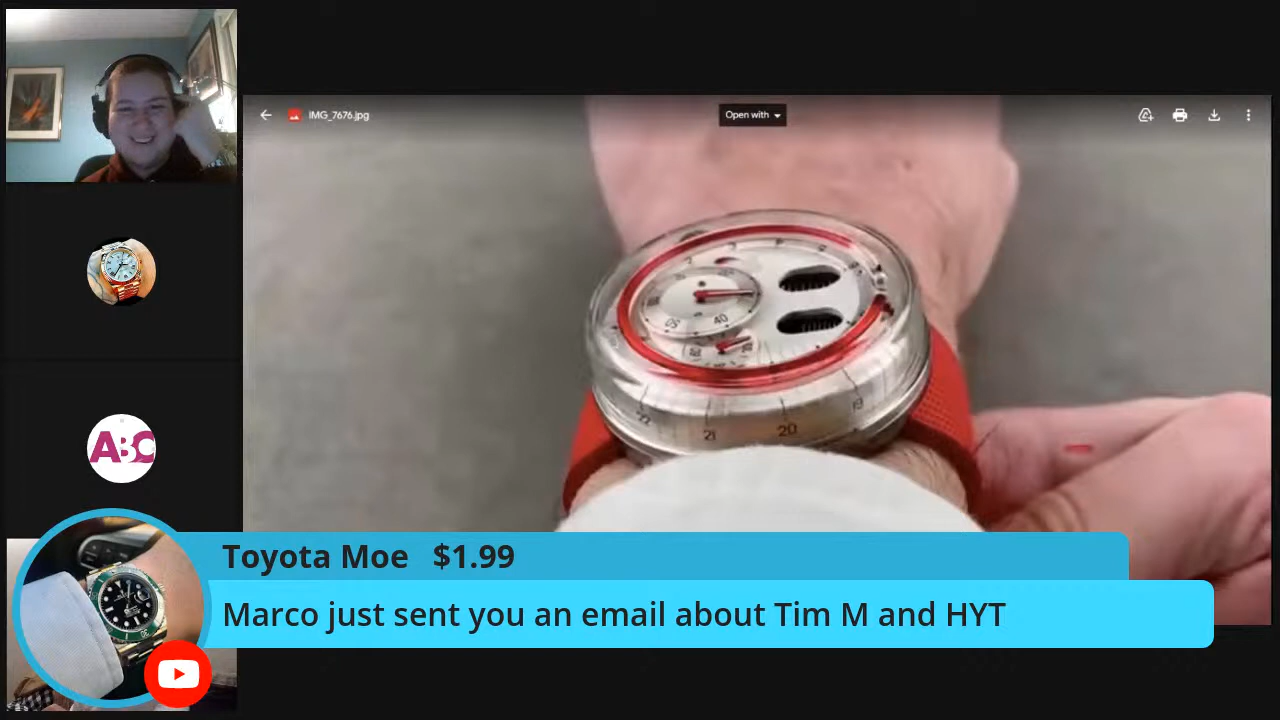 IMG_7676.jpg
Open with
40
22
21
20
19
ABC
Toyota Moe $1.99
Marco just sent you an email about Tim M and HYT